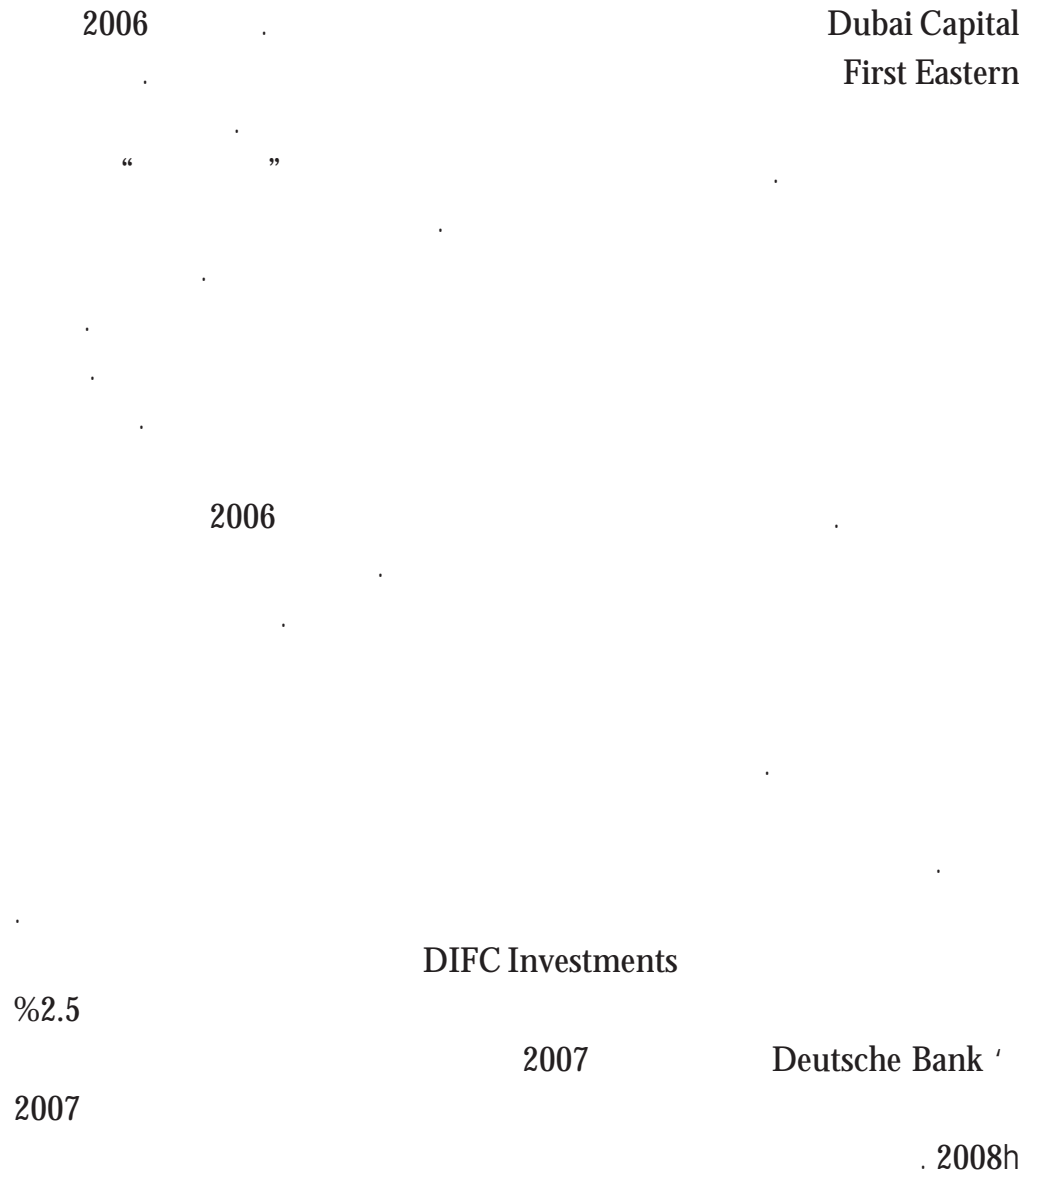 Dubai Capital . 2006
First Eastern .
.
. ” “
.
.
.
.
.
. 2006
.
.
.
.
.
DIFC Investments
%2.5
' Deutsche Bank 2007
2007
2008h .